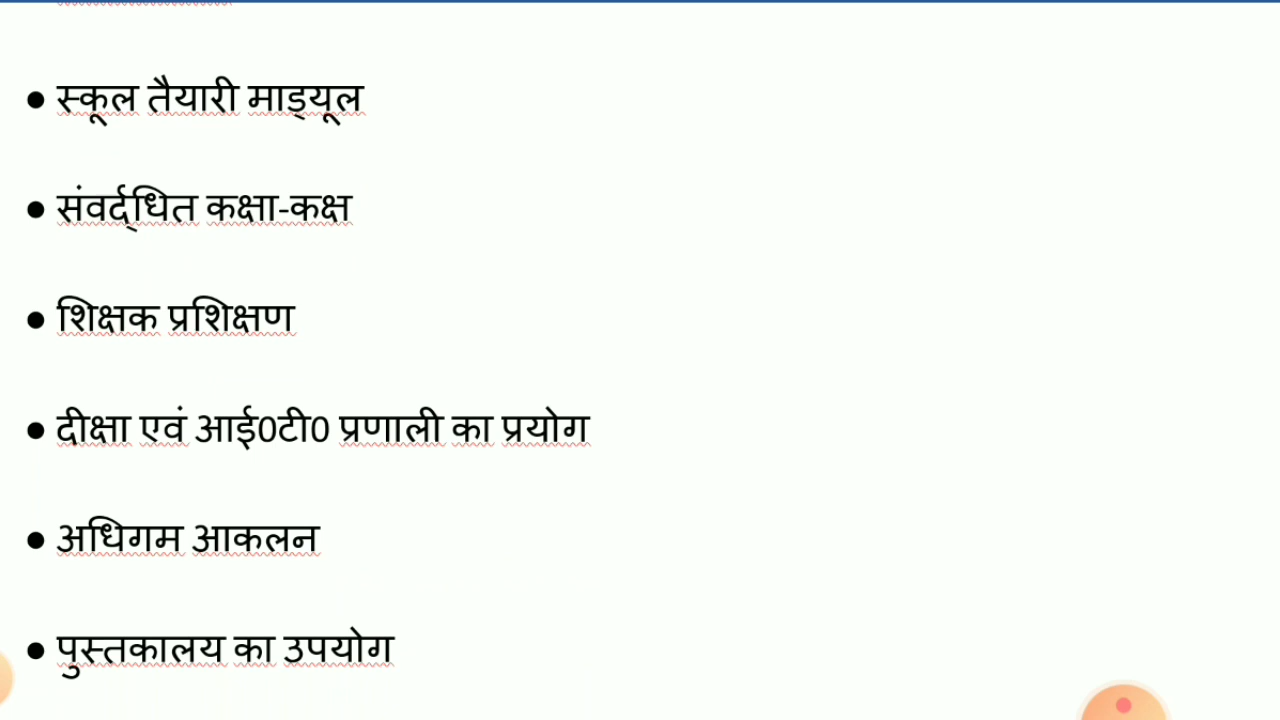 ● स्कूल तैयारी माड्यूल
● संवर्द्धित कक्षा-कक्ष
● शिक्षक प्रशिक्षण
● दीक्षा एवं आई0टी0 प्रणाली का प्रयोग
● अधिगम आकलन
● पुस्तकालय का उपयोग